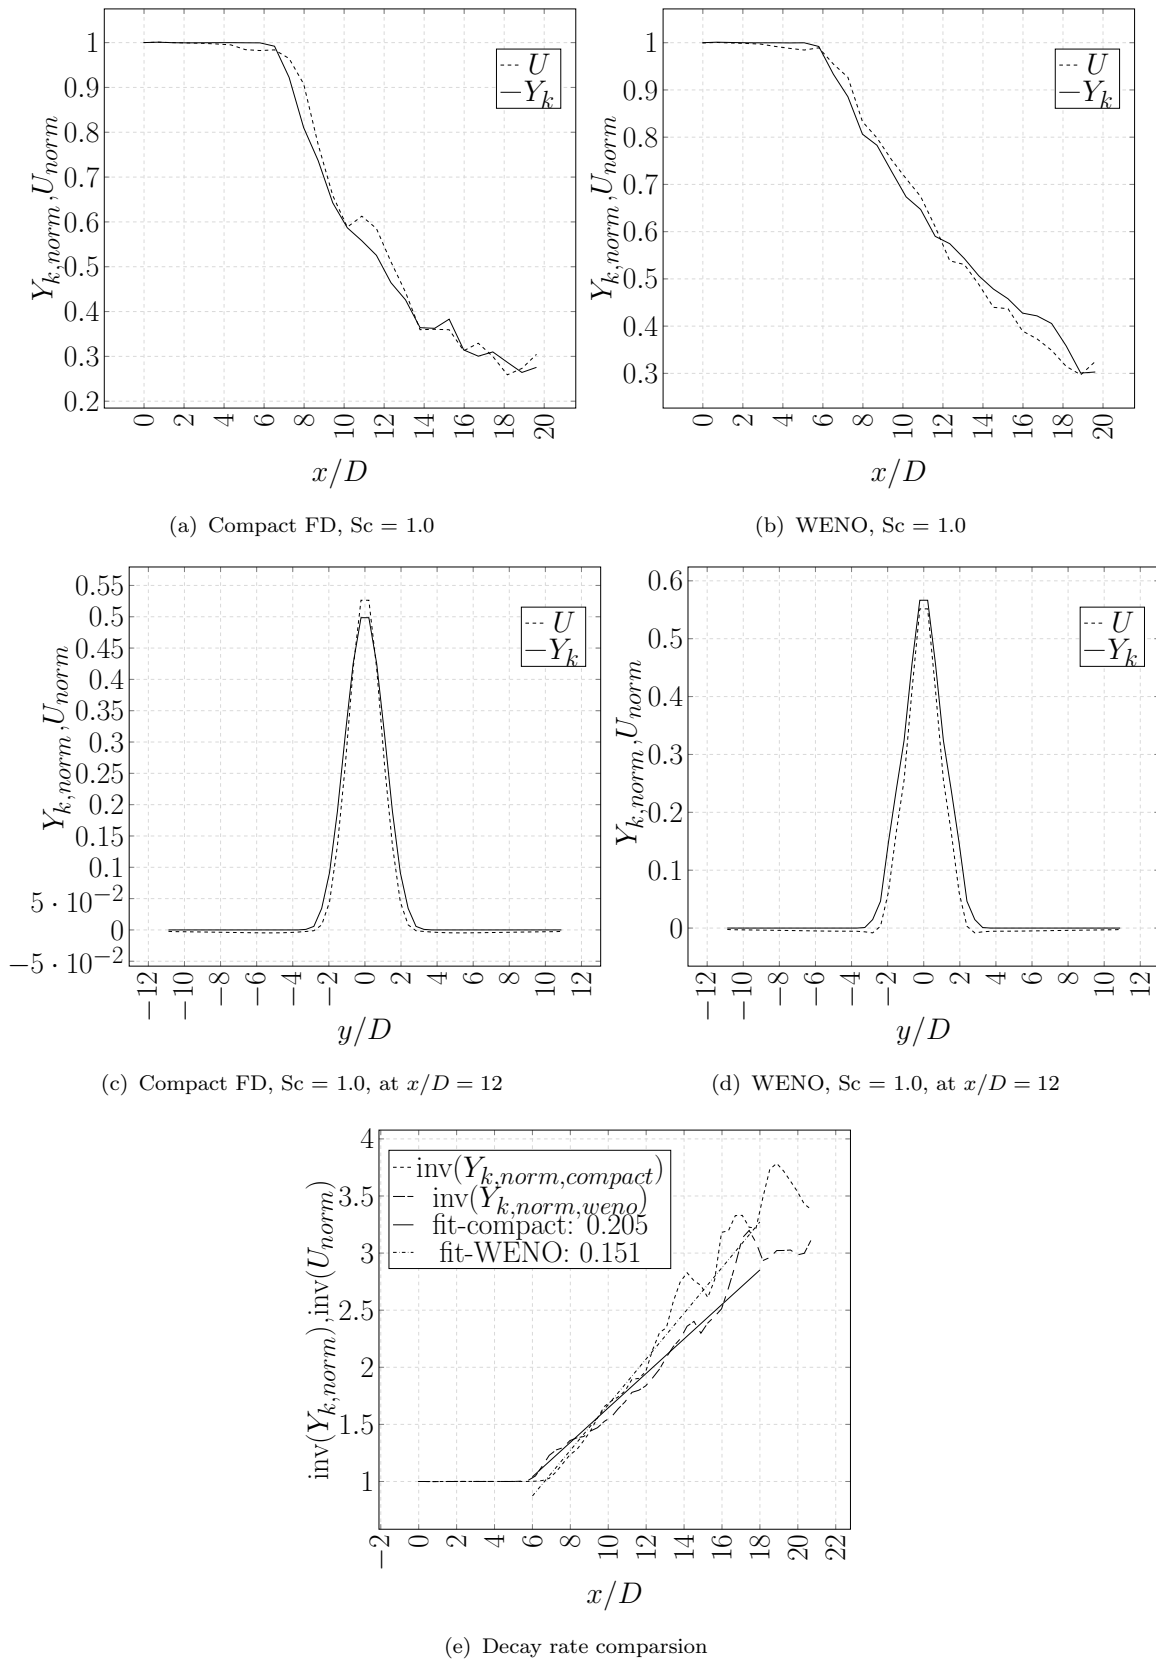 1
0.9
0.8
0.7
0.6
0.5
0.4
0.3
0.2
Y_{k,norm},U_{norm}
U
Y_k
0 2 4 6 8 10 12 14 16 18 20
x/D
(a) Compact FD, Sc = 1.0
1
0.9
0.8
0.7
0.6
0.5
0.4
0.3
Y_{k,norm},U_{norm}
U
Y_k
0 2 4 6 8 10 12 14 16 18 20
x/D
(b) WENO, Sc = 1.0
0.55
0.5
0.45
0.4
0.35
0.3
0.25
0.2
0.15
0.1
5 · 10^{−2}
0
−5 · 10^{−2}
Y_{k,norm},U_{norm}
U
Y_k
−12 −10 −8 −6 −4 −2 0 2 4 6 8 10 12
y/D
(c) Compact FD, Sc = 1.0, at x/D = 12
0.6
0.5
0.4
0.3
0.2
0.1
0
Y_{k,norm},U_{norm}
U
Y_k
−12 −10 −8 −6 −4 −2 0 2 4 6 8 10 12
y/D
(d) WENO, Sc = 1.0, at x/D = 12
4
3.5
3
2.5
2
1.5
1
inv(Y_{k,norm}),inv(U_{norm})
inv(Y_{k,norm,compact})
inv(Y_{k,norm,weno})
fit-compact: 0.205
fit-WENO: 0.151
−2 0 2 4 6 8 10 12 14 16 18 20 22
x/D
(e) Decay rate comparsion